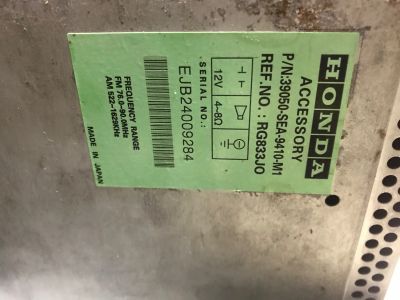 HONDA
ACCESSORY
P/N:39050-SEA-9410-M1
REF.NO.: RG833JO
12V
4~8Ω
SERIAL NO.:
EJB24009284
FREQUENCY RANGE
FM 76.0~90.0MHz
AM 522~1629KHz
MADE IN JAPAN